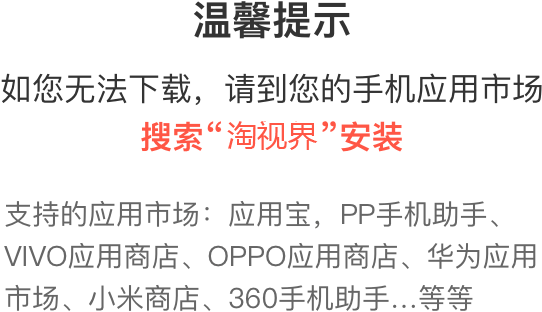 温馨提示
如您无法下载，请到您的手机应用市场
搜索“淘视界”安装
支持的应用市场：应用宝，PP手机助手、
VIVO应用商店、OPPO应用商店、华为应用
市场、小米商店、360手机助手...等等